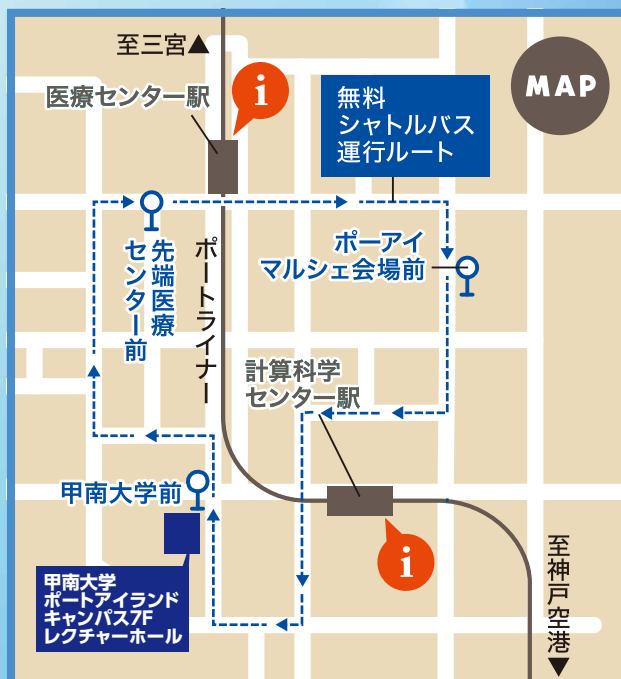 至三宮▲
医療センター駅
i
MAP
無料
シャトルバス
運行ルート
先端医療
センター前
ポートライナー
ポーアイ
マルシェ会場前
計算科学
センター駅
甲南大学前
i
甲南大学
ポートアイランド
キャンパス7F
レクチャーホール
至神戸空港▼